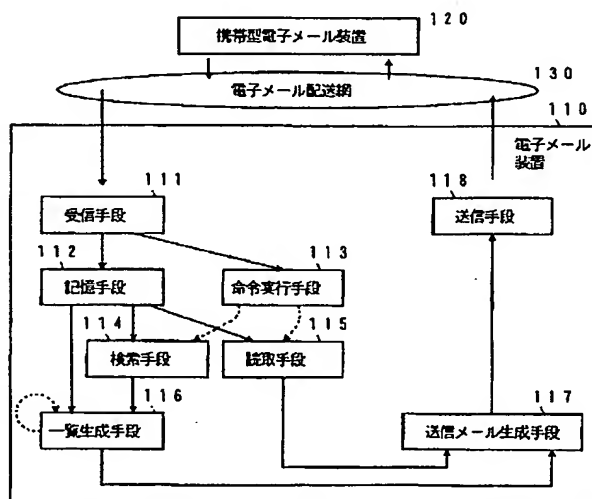 120
携帯型電子メール装置
130
電子メール配送網
110
電子メール
装置
111
118
受信手段
送信手段
112
113
記憶手段
命令実行手段
114
115
検索手段
読取手段
116
117
一覧生成手段
送信メール生成手段